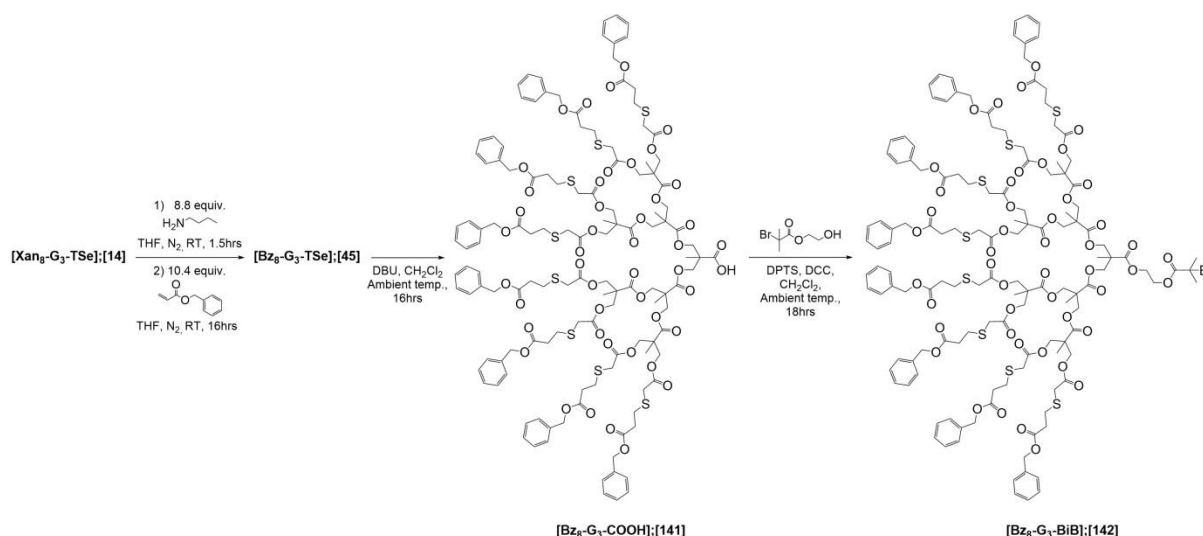 [Xan₈-G₃-TSe];[14]
1) 8.8 equiv.
H₂N
THF, N₂, RT, 1.5hrs
2) 10.4 equiv.
O
O
THF, N₂, RT, 16hrs
[Bz₈-G₃-TSe];[45]
DBU, CH₂Cl₂
Ambient temp.,
16hrs
OH
[Bz₈-G₃-COOH];[141]
Br
O
O
OH
DPTS, DCC,
CH₂Cl₂,
Ambient temp.,
18hrs
[Bz₈-G₃-BiB];[142]